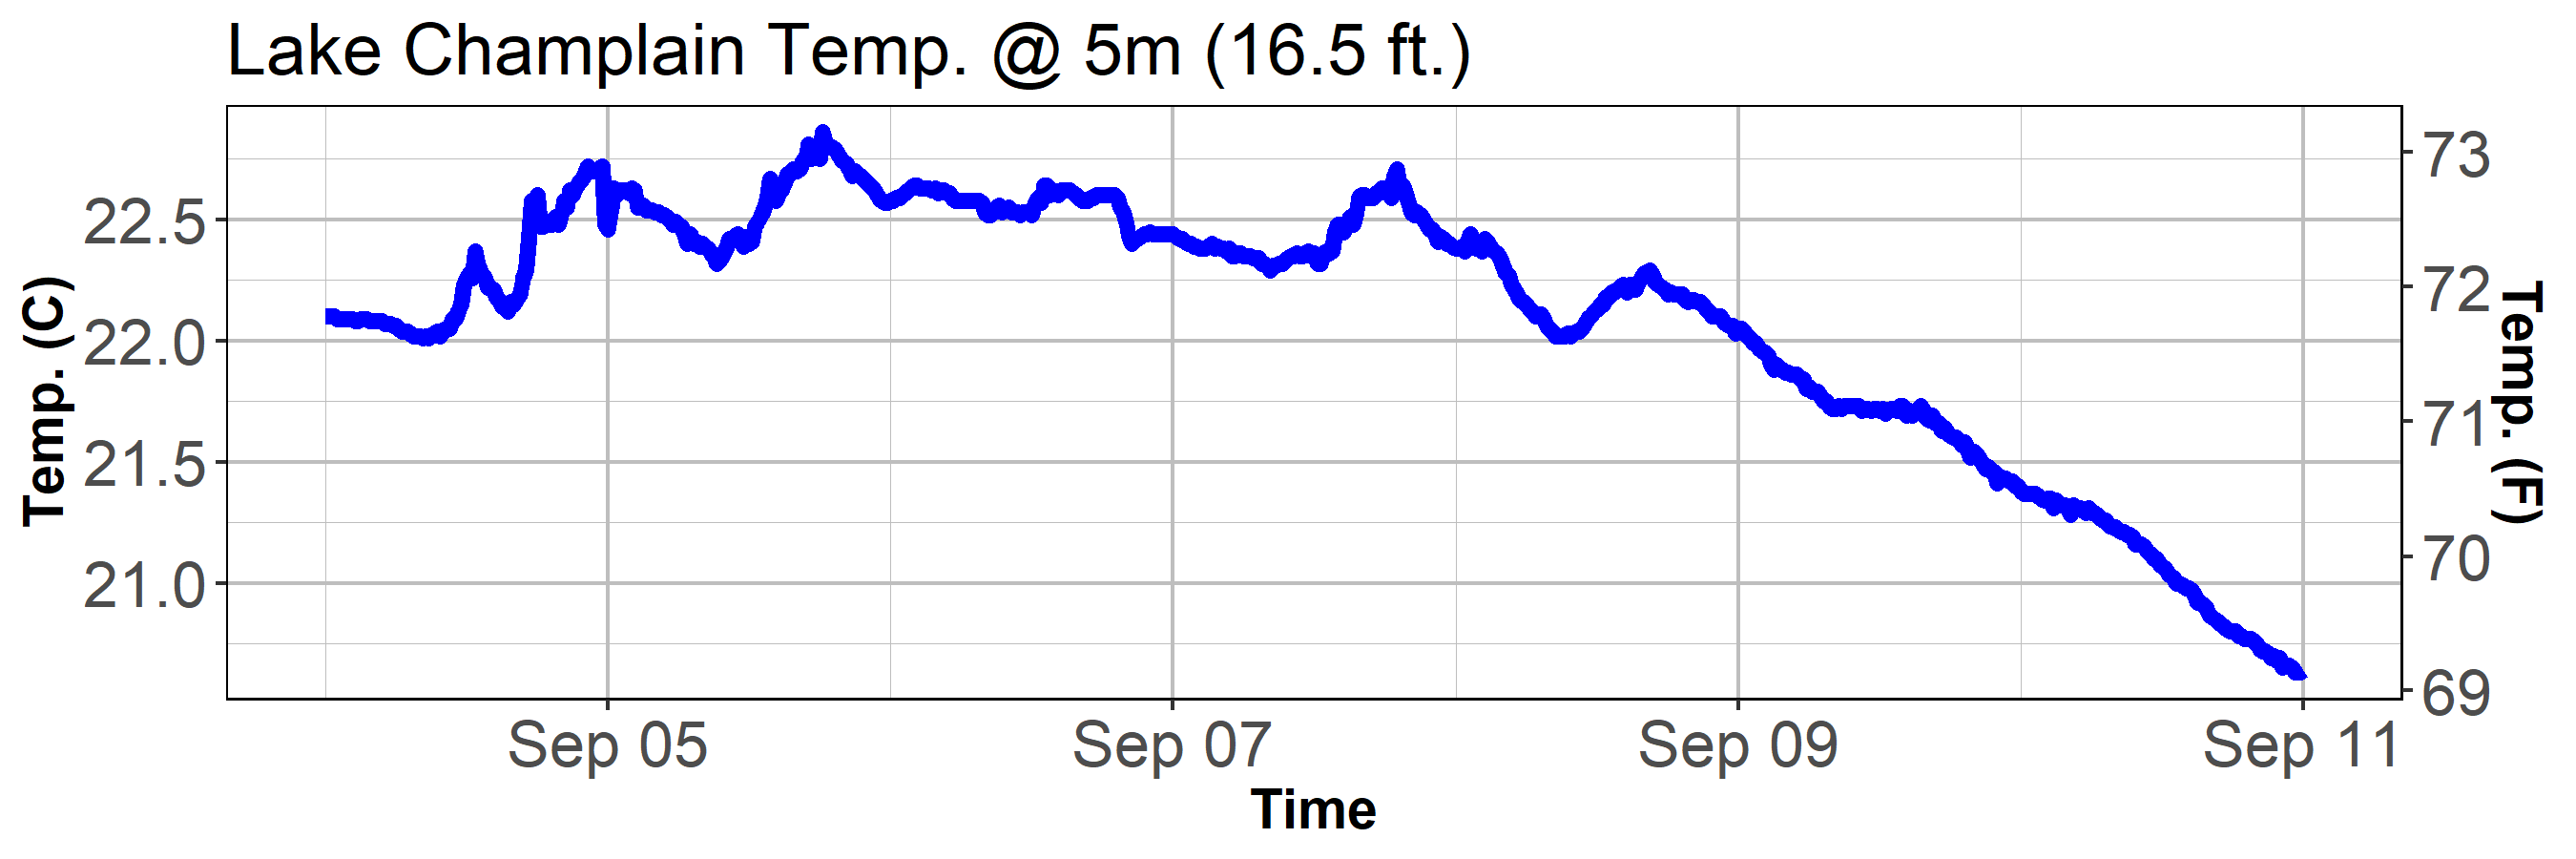 Lake Champlain Temp. @ 5m (16.5 ft.)
Temp. (C)
22.5
22.0
21.5
21.0
73
72
71
70
69
Temp. (F)
Sep 05
Sep 07
Sep 09
Sep 11
Time